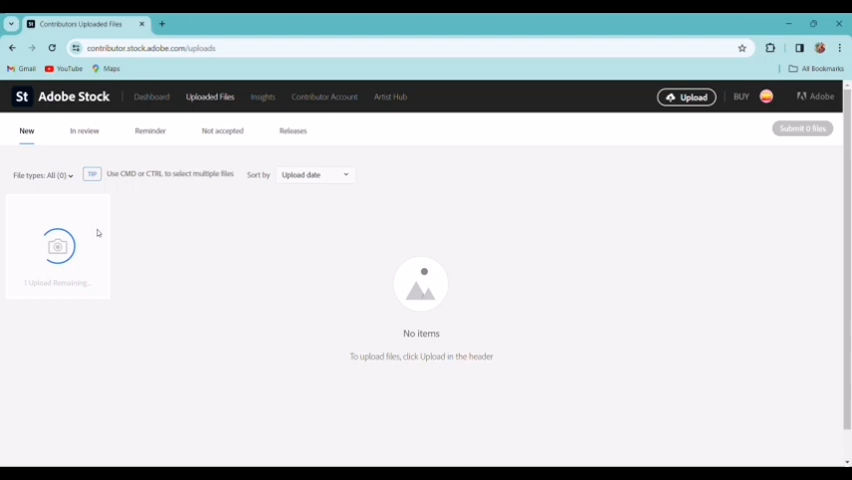 St Contributors Uploaded Files
contributor.stock.adobe.com/uploads
Gmail YouTube Maps All Bookmarks
St Adobe Stock Dashboard Uploaded Files Insights Contributor Account Artist Hub Upload BUY Adobe
New In review Reminder Not accepted Releases Submit 0 files
File types: All (0) TIP Use CMD or CTRL to select multiple files Sort by Upload date
1 Upload Remaining...
No items
To upload files, click Upload in the header